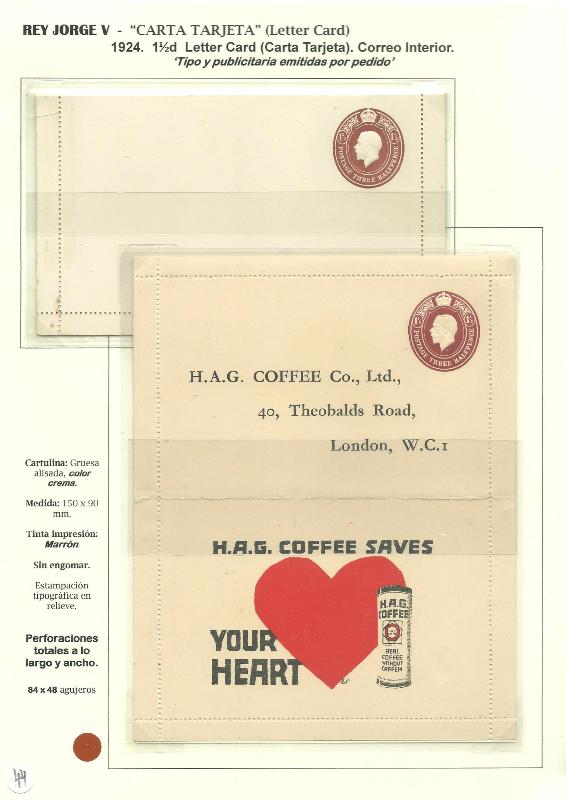 REY JORGE V - "CARTA TARJETA" (Letter Card)
1924. 1½d Letter Card (Carta Tarjeta). Correo Interior.
'Tipo y publicitaria emitidas por pedido'
POSTAGE THREE HALFPENCE
POSTAGE THREE HALFPENCE
H.A.G. COFFEE Co., Ltd.,
40, Theobalds Road,
London, W.C.1
Cartulina: Gruesa
alisada, color
crema.
Medida: 150 x 90
mm.
Tinta impresión:
Marrón.
Sin engomar.
Estampación
tipográfica en
relieve.
Perforaciones
totales a lo
largo y ancho.
84 x 48 agujeros
H.A.G. COFFEE SAVES
YOUR
HEART
H.A.G.
COFFEE
REAL
COFFEE
WITHOUT
CAFFEIN
44